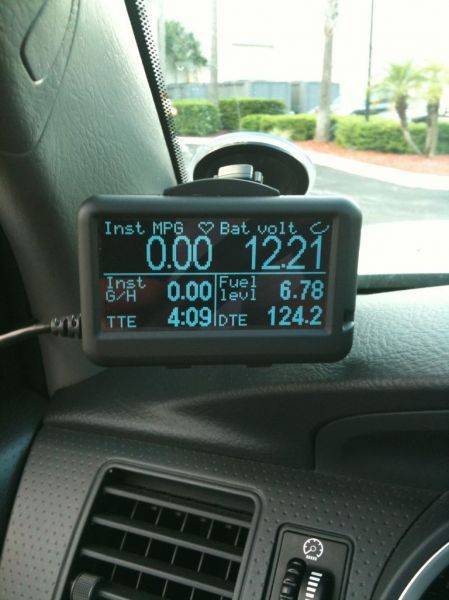 Inst MPG Bat volt
0.00 12.21
Inst G/H 0.00 Fuel levl 6.78
TTE 4:09 DTE 124.2